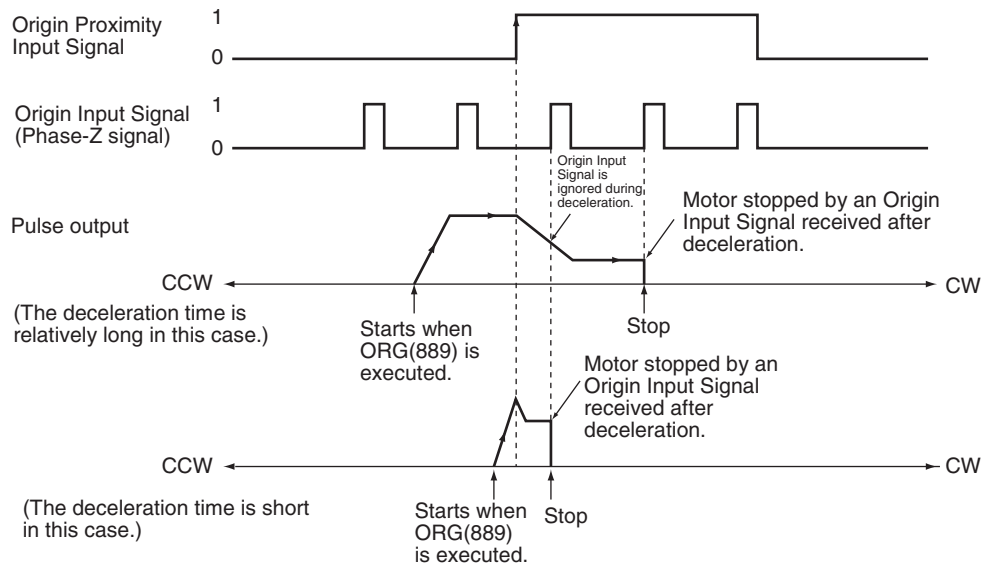 Origin Proximity
Input Signal
1
0
Origin Input Signal
(Phase-Z signal)
1
0
Origin Input
Signal is
ignored during
deceleration.
Pulse output
Motor stopped by an Origin
Input Signal received after
deceleration.
CCW
CW
(The deceleration time is
relatively long in this case.)
Starts when
ORG(889) is
executed.
Stop
Motor stopped by an
Origin Input Signal
received after
deceleration.
CCW
CW
(The deceleration time is short
in this case.)
Starts when
ORG(889)
is executed.
Stop